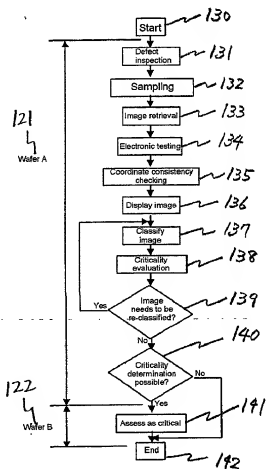 Start
130
Defect inspection
131
Sampling
132
Image retrieval
133
121
Electronic testing
134
Wafer A
Coordinate consistency checking
135
Display image
136
Classify image
137
Criticality evaluation
138
Yes
Image needs to be re-classified?
139
No
140
Criticality determination possible?
No
122
Yes
Wafer B
Assess as critical
141
End
142